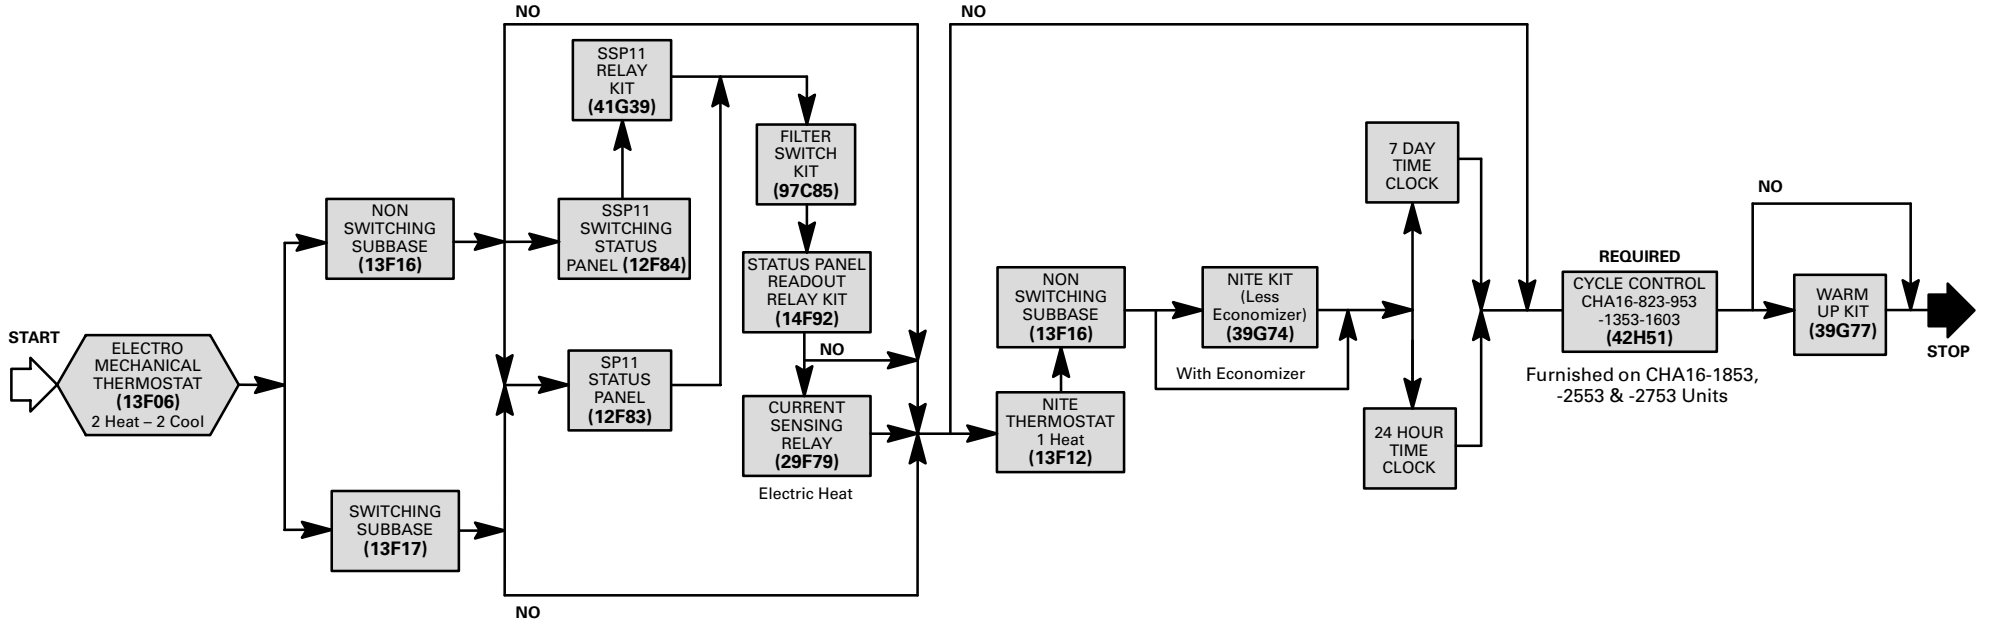 START
ELECTRO
MECHANICAL
THERMOSTAT
(13F06)
2 Heat – 2 Cool
NON
SWITCHING
SUBBASE
(13F16)
SWITCHING
SUBBASE
(13F17)
NO
SSP11
RELAY
KIT
(41G39)
SSP11
SWITCHING
STATUS
PANEL (12F84)
SP11
STATUS
PANEL
(12F83)
FILTER
SWITCH
KIT
(97C85)
STATUS PANEL
READOUT
RELAY KIT
(14F92)
NO
CURRENT
SENSING
RELAY
(29F79)
Electric Heat
NO
NO
NON
SWITCHING
SUBBASE
(13F16)
NITE
THERMOSTAT
1 Heat
(13F12)
NITE KIT
(Less
Economizer)
(39G74)
With Economizer
7 DAY
TIME
CLOCK
24 HOUR
TIME
CLOCK
REQUIRED
CYCLE CONTROL
CHA16-823-953
-1353-1603
(42H51)
Furnished on CHA16-1853,
-2553 & -2753 Units
NO
WARM
UP KIT
(39G77)
STOP